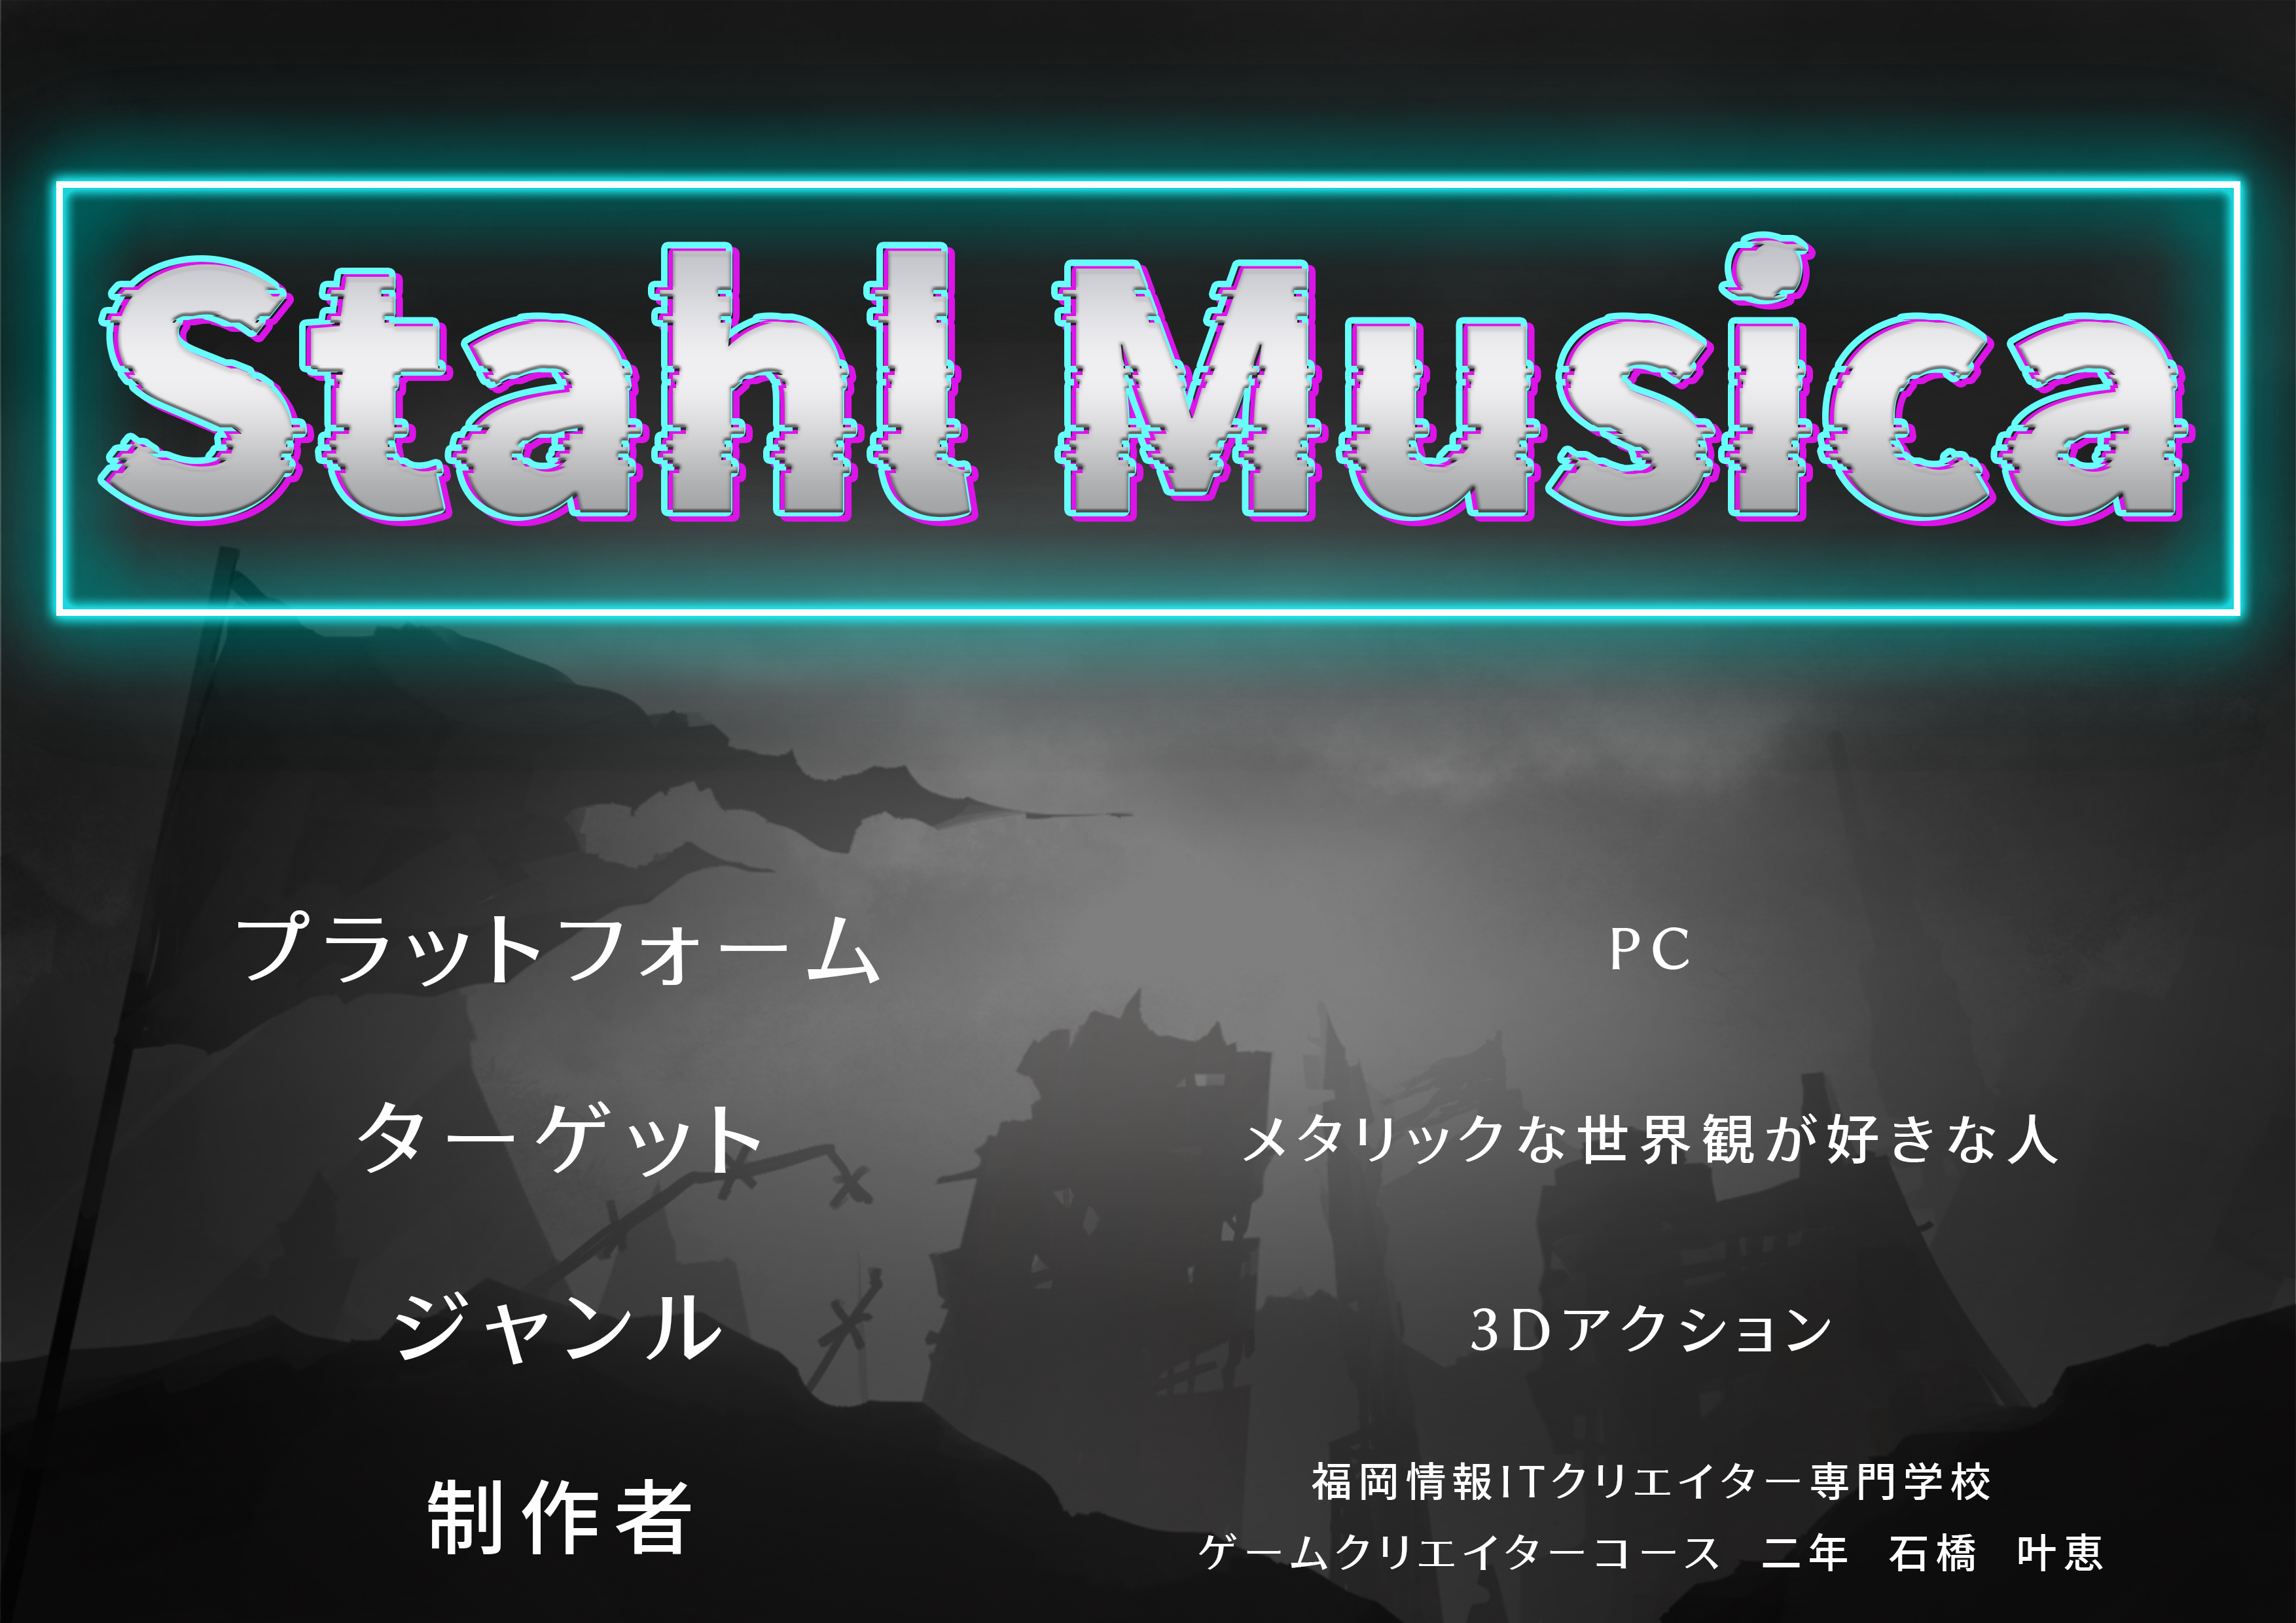 Stahl Musica
プラットフォーム PC
ターゲット メタリックな世界観が好きな人
ジャンル 3Dアクション
制作者 福岡情報ITクリエイター専門学校
ゲームクリエイターコース 二年 石橋 叶恵